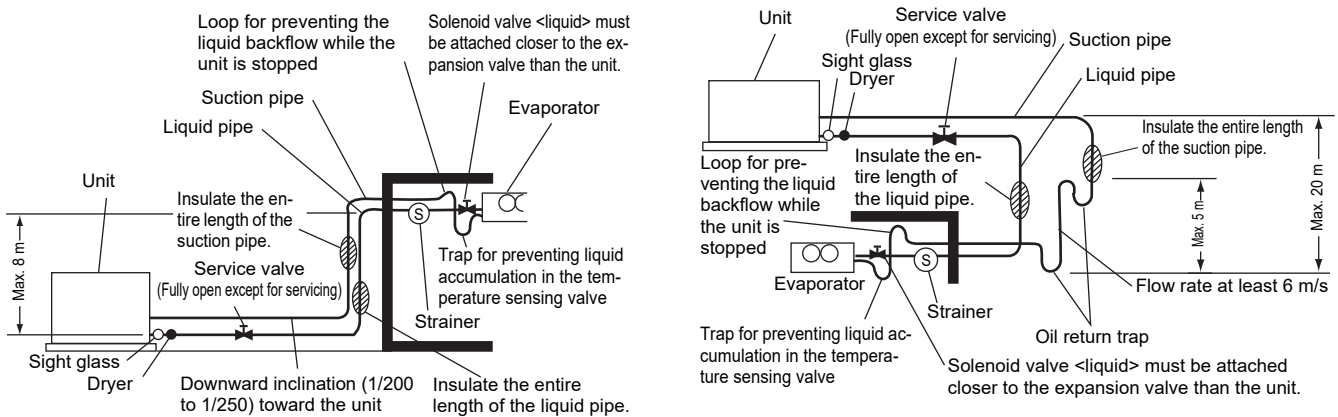 Loop for preventing the
liquid backflow while the
unit is stopped
Solenoid valve <liquid> must
be attached closer to the ex-
pansion valve than the unit.
Suction pipe
Liquid pipe
Evaporator
Unit
Insulate the en-
tire length of the
suction pipe.
Max. 8 m
S
Service valve
(Fully open except for servicing)
Trap for preventing liquid
accumulation in the tem-
perature sensing valve
Strainer
Sight glass
Dryer
Downward inclination (1/200
to 1/250) toward the unit
Insulate the entire
length of the liquid pipe.
Unit
Service valve
(Fully open except for servicing)
Suction pipe
Sight glass
Dryer
Liquid pipe
Insulate the entire length
of the suction pipe.
Loop for pre-
venting the liquid
backflow while
the unit is
stopped
Insulate the en-
tire length of
the liquid pipe.
Max. 5 m
Max. 20 m
S
Evaporator
Strainer
Flow rate at least 6 m/s
Oil return trap
Trap for preventing liquid ac-
cumulation in the tempera-
ture sensing valve
Solenoid valve <liquid> must be attached
closer to the expansion valve than the unit.